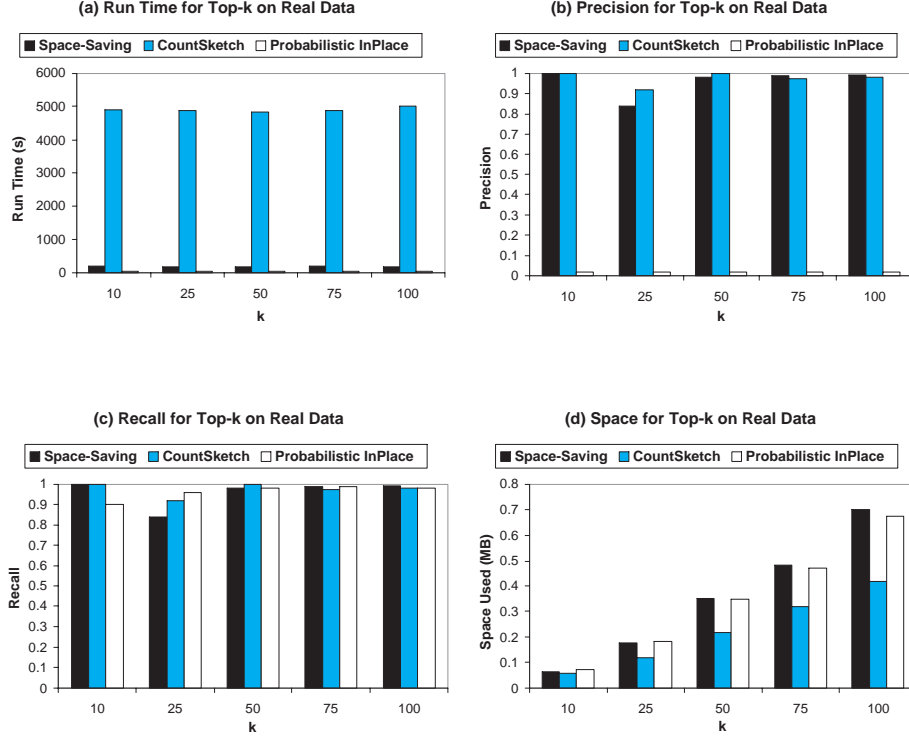 (a) Run Time for Top-k on Real Data
Space-Saving CountSketch Probabilistic InPlace
6000
5000
4000
3000
2000
1000
0
Run Time (s)
10 25 50 75 100
k
(b) Precision for Top-k on Real Data
Space-Saving CountSketch Probabilistic InPlace
1
0.9
0.8
0.7
0.6
0.5
0.4
0.3
0.2
0.1
0
Precision
10 25 50 75 100
k
(c) Recall for Top-k on Real Data
Space-Saving CountSketch Probabilistic InPlace
1
0.9
0.8
0.7
0.6
0.5
0.4
0.3
0.2
0.1
0
Recall
10 25 50 75 100
k
(d) Space for Top-k on Real Data
Space-Saving CountSketch Probabilistic InPlace
0.8
0.7
0.6
0.5
0.4
0.3
0.2
0.1
0
Space Used (MB)
10 25 50 75 100
k